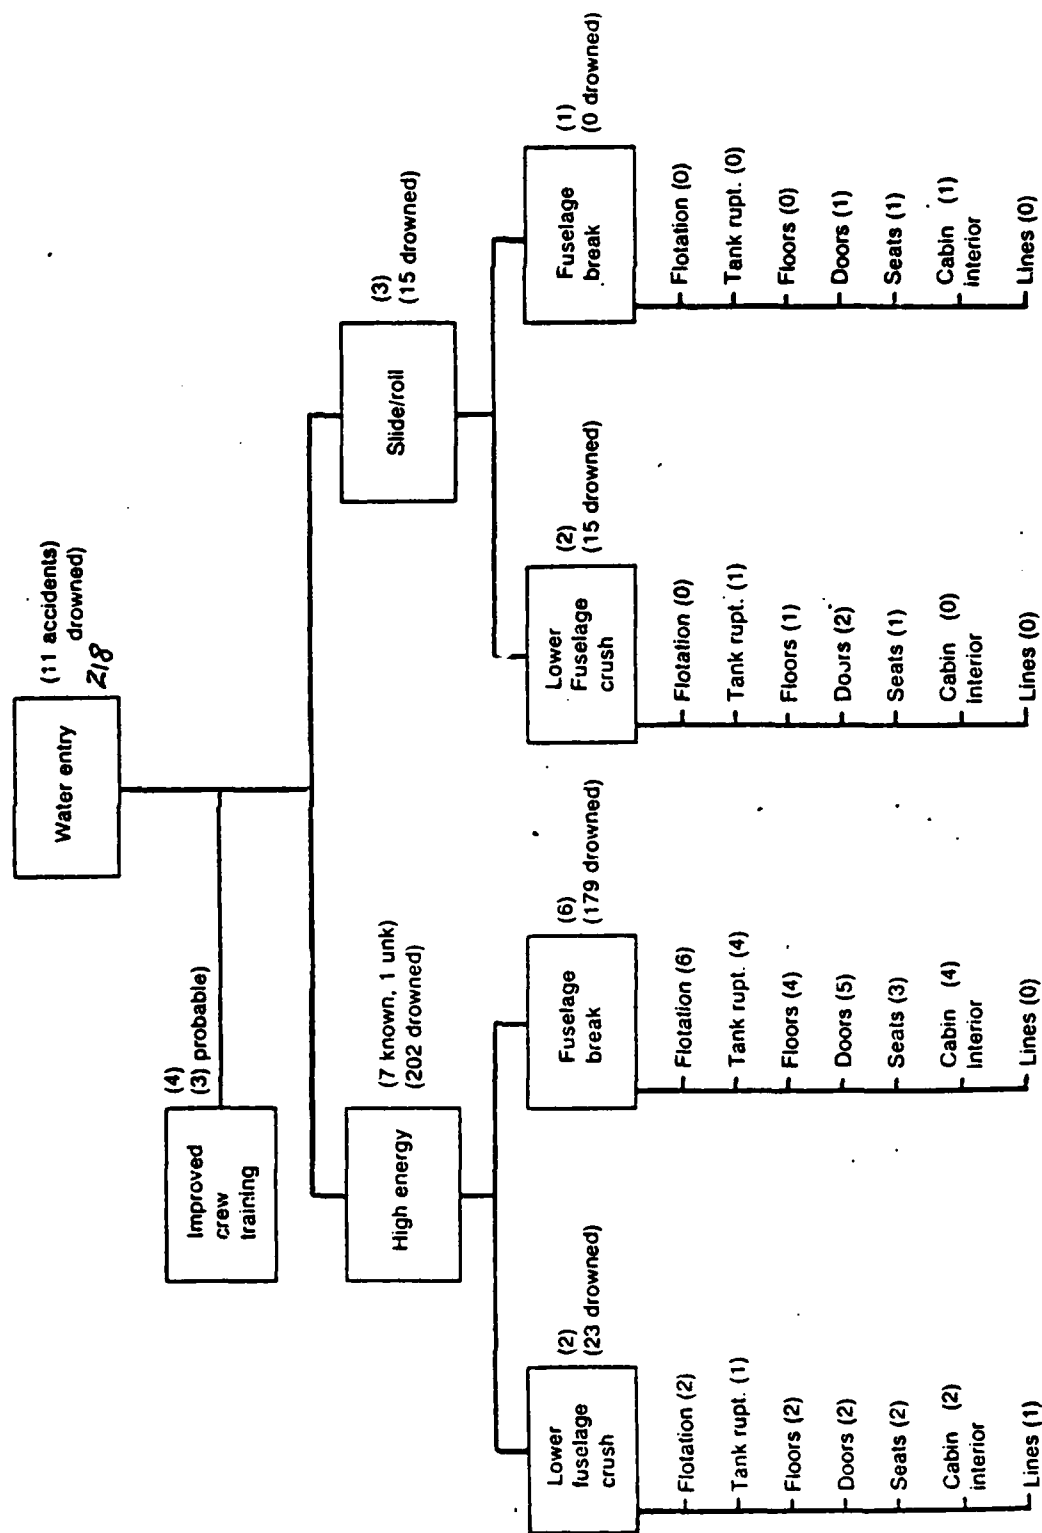 Water entry
(11 accidents)
drowned)
218
Improved
crew
training
(4)
(3) probable)
High energy
(7 known, 1 unk)
(202 drowned)
Slide/roll
(3)
(15 drowned)
Lower
fuselage
crush
(2)
(23 drowned)
Flotation (2)
Tank rupt. (1)
Floors (2)
Doors (2)
Seats (2)
Cabin (2)
interior
Lines (1)
Fuselage
break
(6)
(179 drowned)
Flotation (6)
Tank rupt. (4)
Floors (4)
Doors (5)
Seats (3)
Cabin (4)
Interior
Lines (0)
Lower
Fuselage
crush
(2)
(15 drowned)
Flotation (0)
Tank rupt. (1)
Floors (1)
Doors (2)
Seats (1)
Cabin (0)
interior
Lines (0)
Fuselage
break
(1)
(0 drowned)
Flotation (0)
Tank rupt. (0)
Floors (0)
Doors (1)
Seats (1)
Cabin (1)
interior
Lines (0)